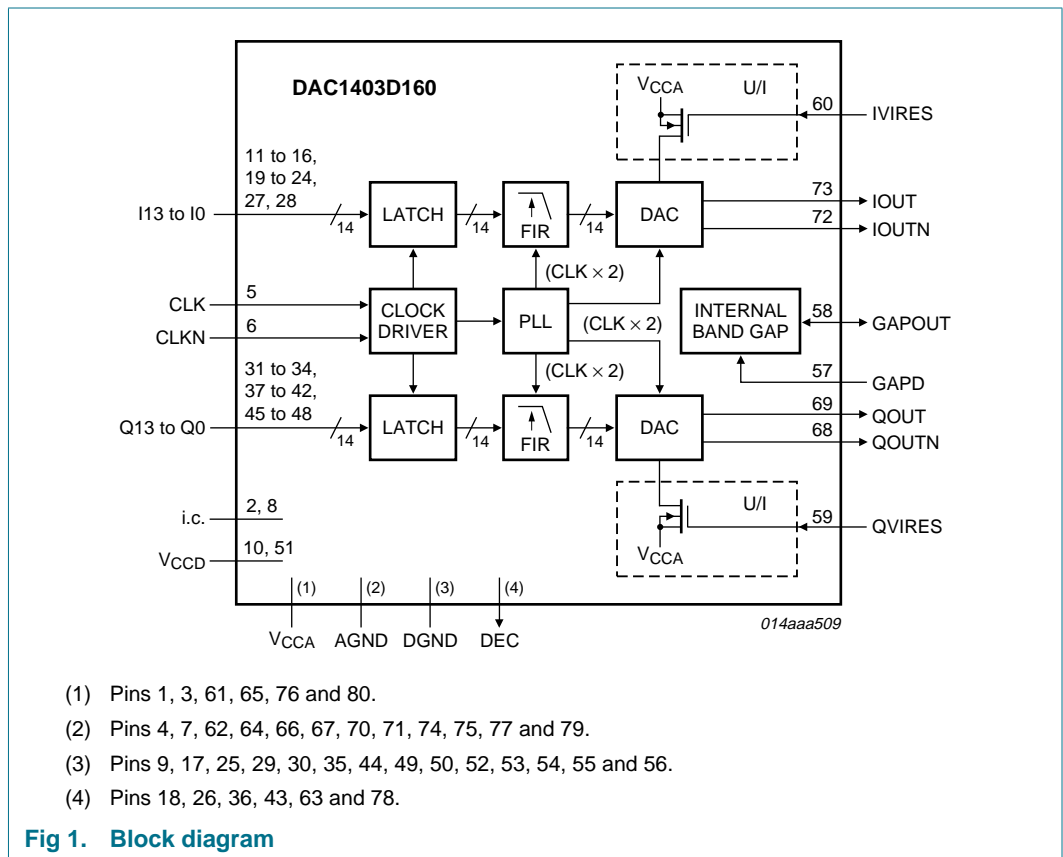 DAC1403D160
VCCA
U/I
60
IVIRES
11 to 16,
19 to 24,
27, 28
I13 to I0
14
LATCH
14
FIR
14
DAC
73
IOUT
72
IOUTN
(CLK × 2)
CLK
5
CLKN
6
CLOCK
DRIVER
PLL
(CLK × 2)
INTERNAL
BAND GAP
58
GAPOUT
57
GAPD
(CLK × 2)
31 to 34,
37 to 42,
45 to 48
Q13 to Q0
14
LATCH
14
FIR
14
DAC
69
QOUT
68
QOUTN
U/I
59
QVIRES
VCCA
i.c.
2, 8
VCCD
10, 51
(1)
(2)
(3)
(4)
VCCA
AGND
DGND
DEC
014aaa509
(1) Pins 1, 3, 61, 65, 76 and 80.
(2) Pins 4, 7, 62, 64, 66, 67, 70, 71, 74, 75, 77 and 79.
(3) Pins 9, 17, 25, 29, 30, 35, 44, 49, 50, 52, 53, 54, 55 and 56.
(4) Pins 18, 26, 36, 43, 63 and 78.
Fig 1. Block diagram